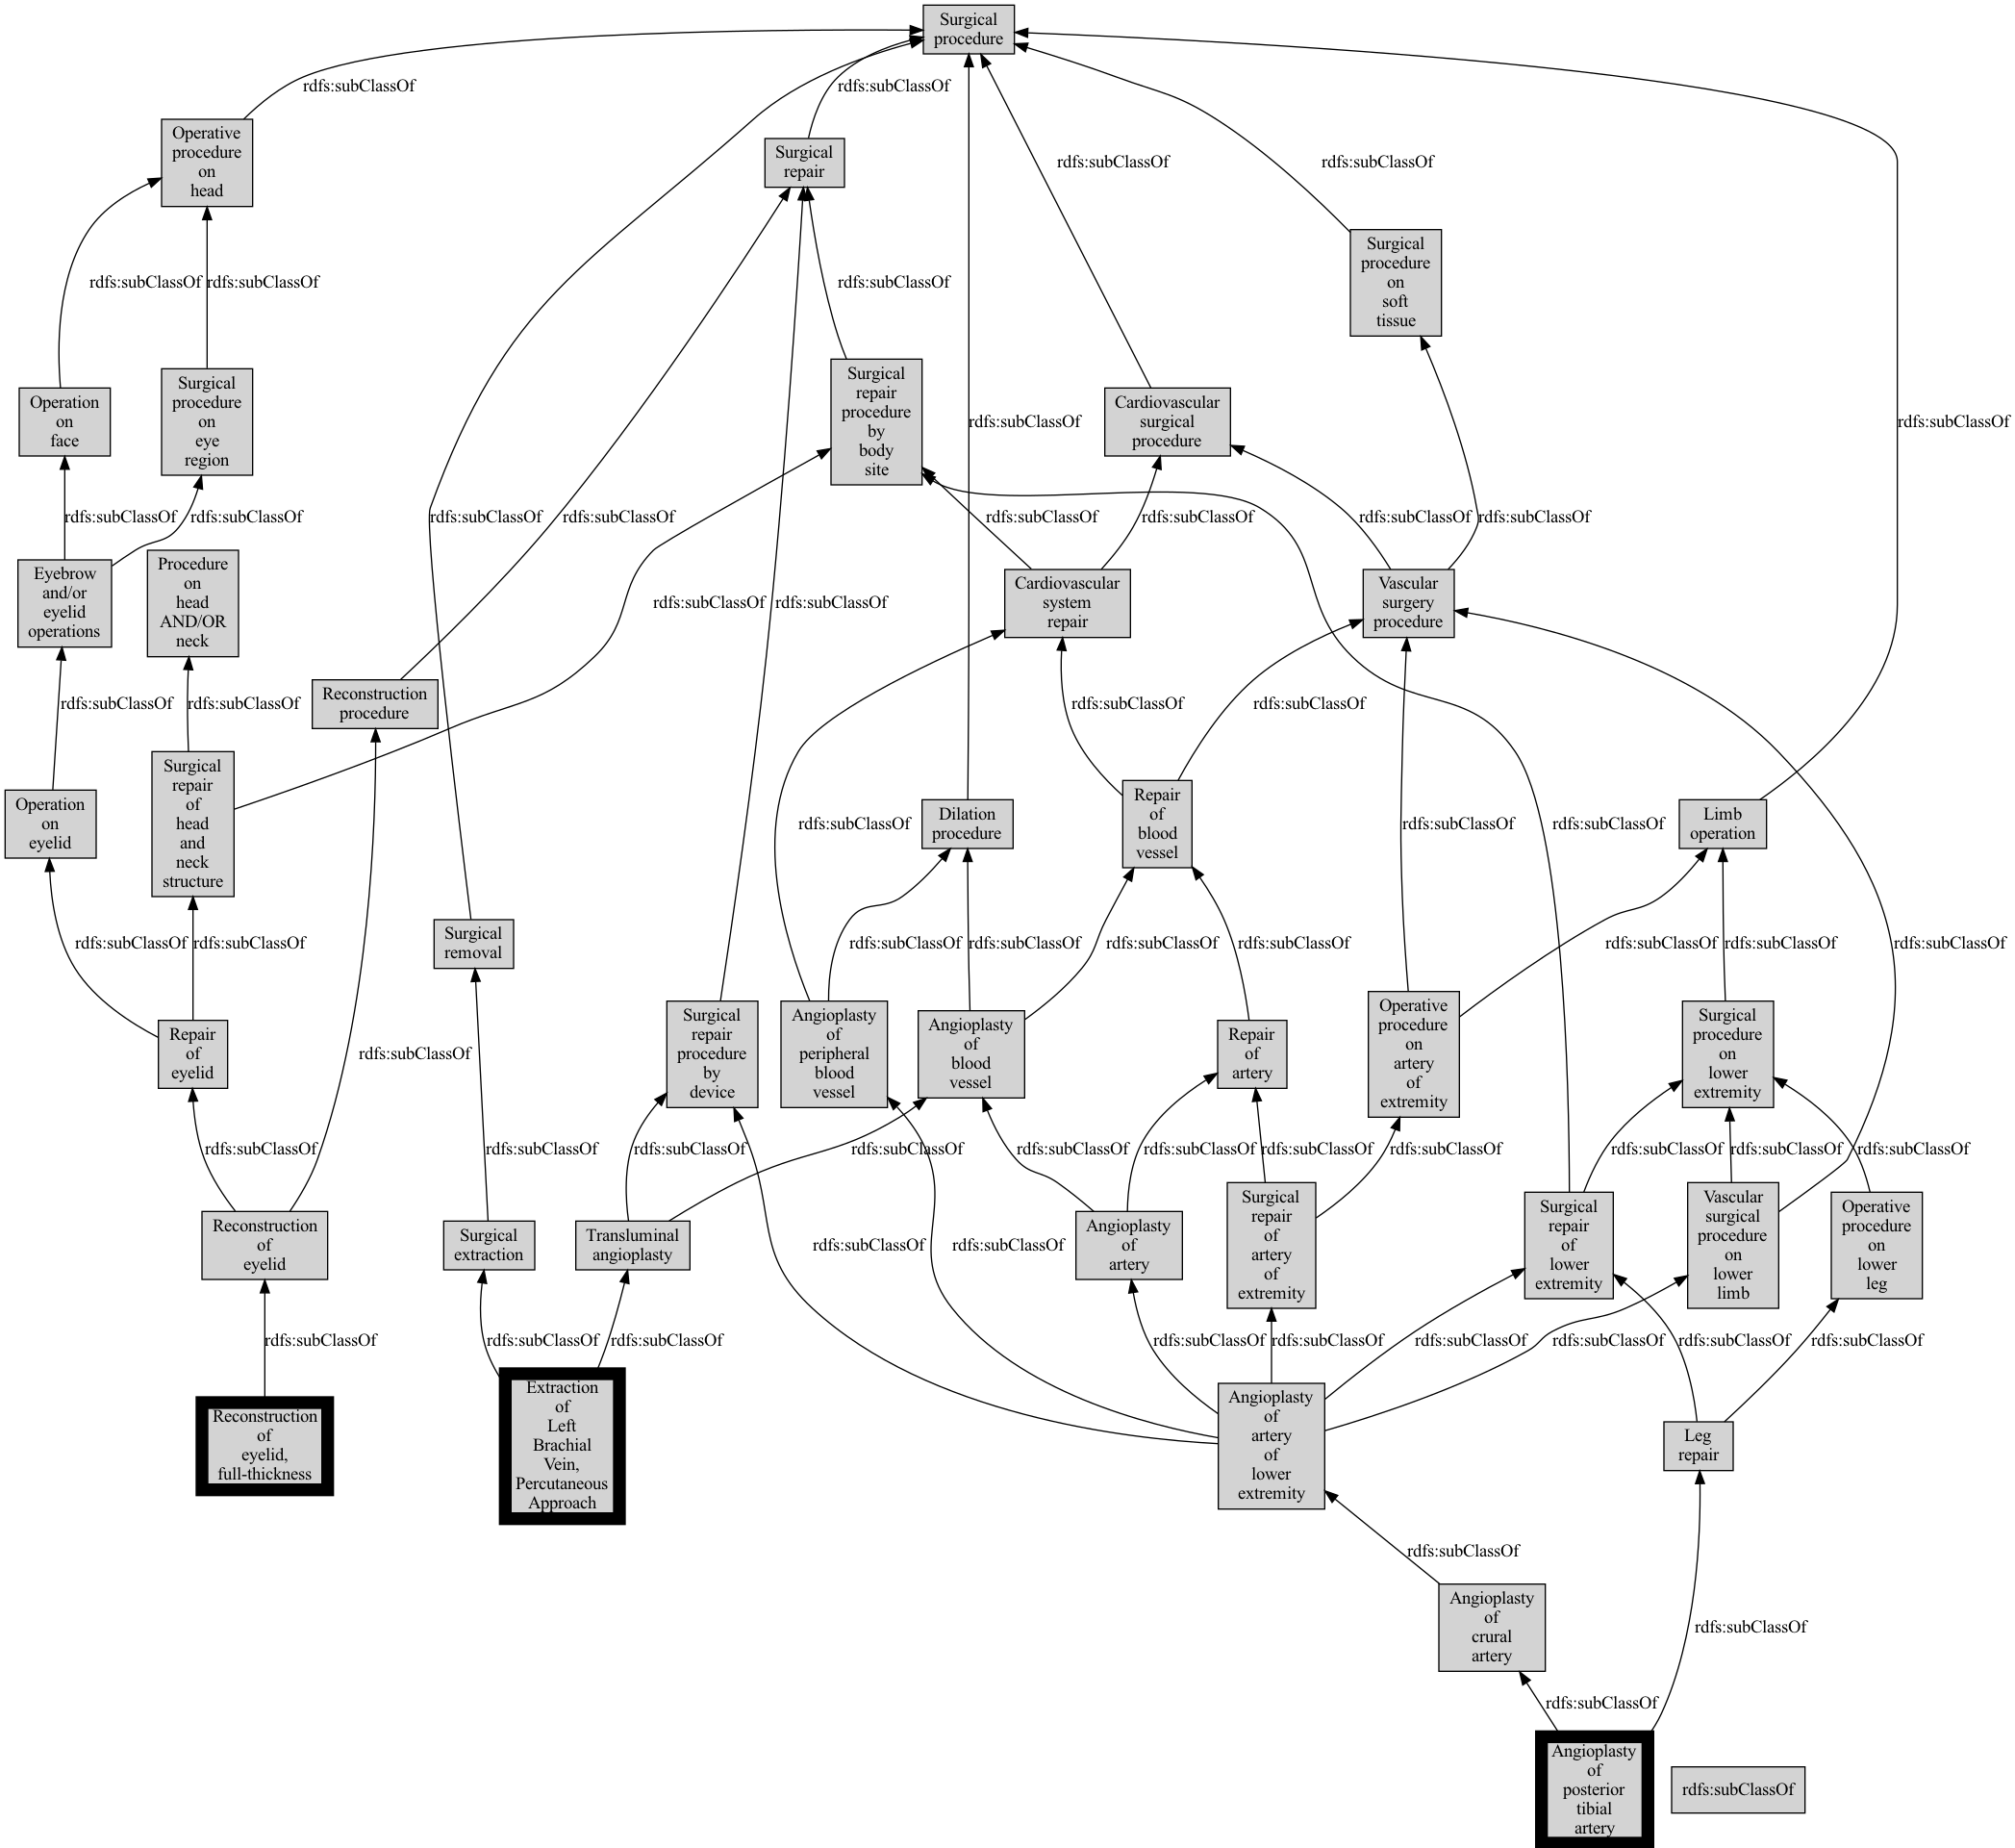 Surgical
procedure
rdfs:subClassOf
rdfs:subClassOf
Operative
procedure
on
head
Surgical
repair
rdfs:subClassOf
rdfs:subClassOf
Surgical
procedure
on
soft
tissue
rdfs:subClassOf
rdfs:subClassOf
rdfs:subClassOf
Operation
on
face
Surgical
procedure
on
eye
region
Surgical
repair
procedure
by
body
site
rdfs:subClassOf
Cardiovascular
surgical
procedure
rdfs:subClassOf
rdfs:subClassOf
rdfs:subClassOf
rdfs:subClassOf
rdfs:subClassOf
rdfs:subClassOf
rdfs:subClassOf
rdfs:subClassOf
rdfs:subClassOf
Eyebrow
and/or
eyelid
operations
Procedure
on
head
AND/OR
neck
rdfs:subClassOf
rdfs:subClassOf
Cardiovascular
system
repair
Vascular
surgery
procedure
rdfs:subClassOf
rdfs:subClassOf
Reconstruction
procedure
rdfs:subClassOf
rdfs:subClassOf
Operation
on
eyelid
Surgical
repair
of
head
and
neck
structure
rdfs:subClassOf
Dilation
procedure
Repair
of
blood
vessel
rdfs:subClassOf
rdfs:subClassOf
Limb
operation
rdfs:subClassOf
rdfs:subClassOf
Surgical
removal
rdfs:subClassOf
rdfs:subClassOf
rdfs:subClassOf
rdfs:subClassOf
rdfs:subClassOf
rdfs:subClassOf
rdfs:subClassOf
Repair
of
eyelid
rdfs:subClassOf
Surgical
repair
procedure
by
device
Angioplasty
of
peripheral
blood
vessel
Angioplasty
of
blood
vessel
Repair
of
artery
Operative
procedure
on
artery
of
extremity
Surgical
procedure
on
lower
extremity
rdfs:subClassOf
rdfs:subClassOf
rdfs:subClassOf
rdfs:subClassOf
rdfs:subClassOf
rdfs:subClassOf
rdfs:subClassOf
rdfs:subClassOf
rdfs:subClassOf
rdfs:subClassOf
rdfs:subClassOf
Reconstruction
of
eyelid
Surgical
extraction
Transluminal
angioplasty
rdfs:subClassOf
rdfs:subClassOf
Angioplasty
of
artery
Surgical
repair
of
artery
of
extremity
Surgical
repair
of
lower
extremity
Vascular
surgical
procedure
on
lower
limb
Operative
procedure
on
lower
leg
rdfs:subClassOf
rdfs:subClassOf
rdfs:subClassOf
rdfs:subClassOf
rdfs:subClassOf
rdfs:subClassOf
rdfs:subClassOf
rdfs:subClassOf
rdfs:subClassOf
Reconstruction
of
eyelid,
full-thickness
Extraction
of
Left
Brachial
Vein,
Percutaneous
Approach
Angioplasty
of
artery
of
lower
extremity
Leg
repair
rdfs:subClassOf
Angioplasty
of
crural
artery
rdfs:subClassOf
rdfs:subClassOf
Angioplasty
of
posterior
tibial
artery
rdfs:subClassOf